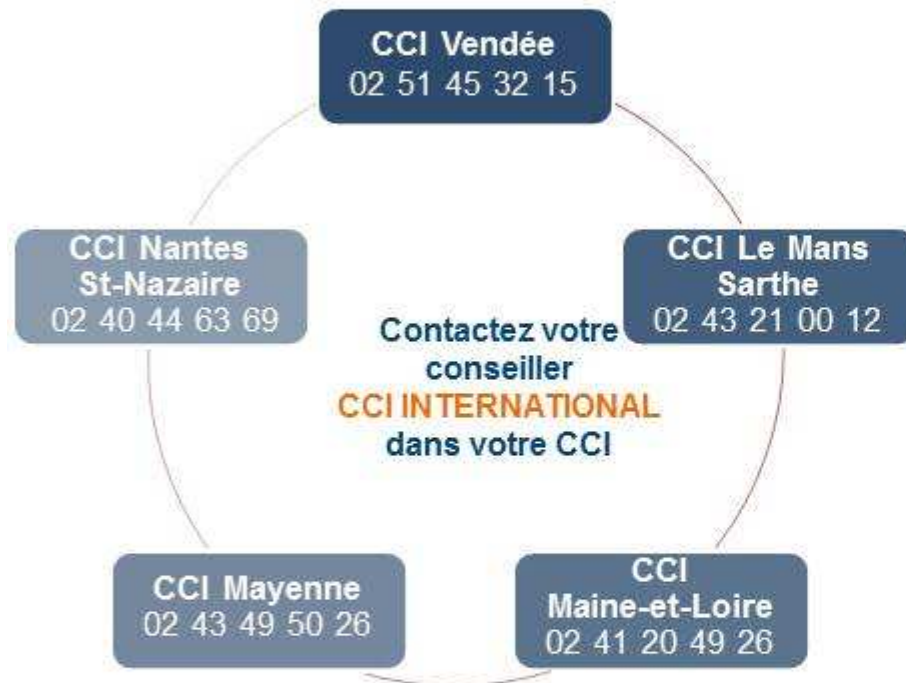 CCI Vendée
02 51 45 32 15
CCI Nantes
St-Nazaire
02 40 44 63 69
CCI Le Mans
Sarthe
02 43 21 00 12
Contactez votre
conseiller
CCI INTERNATIONAL
dans votre CCI
CCI Mayenne
02 43 49 50 26
CCI
Maine-et-Loire
02 41 20 49 26